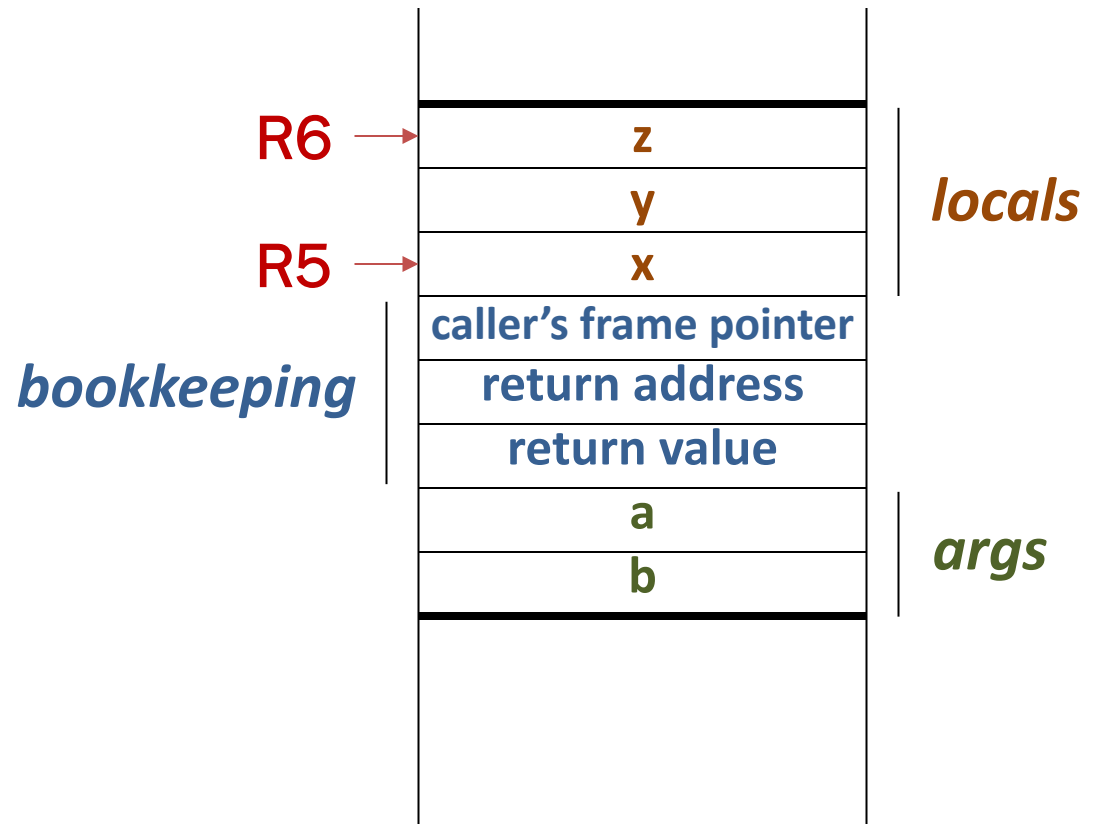 R6
z
locals
y
R5
x
caller’s frame pointer
bookkeeping
return address
return value
a
args
b